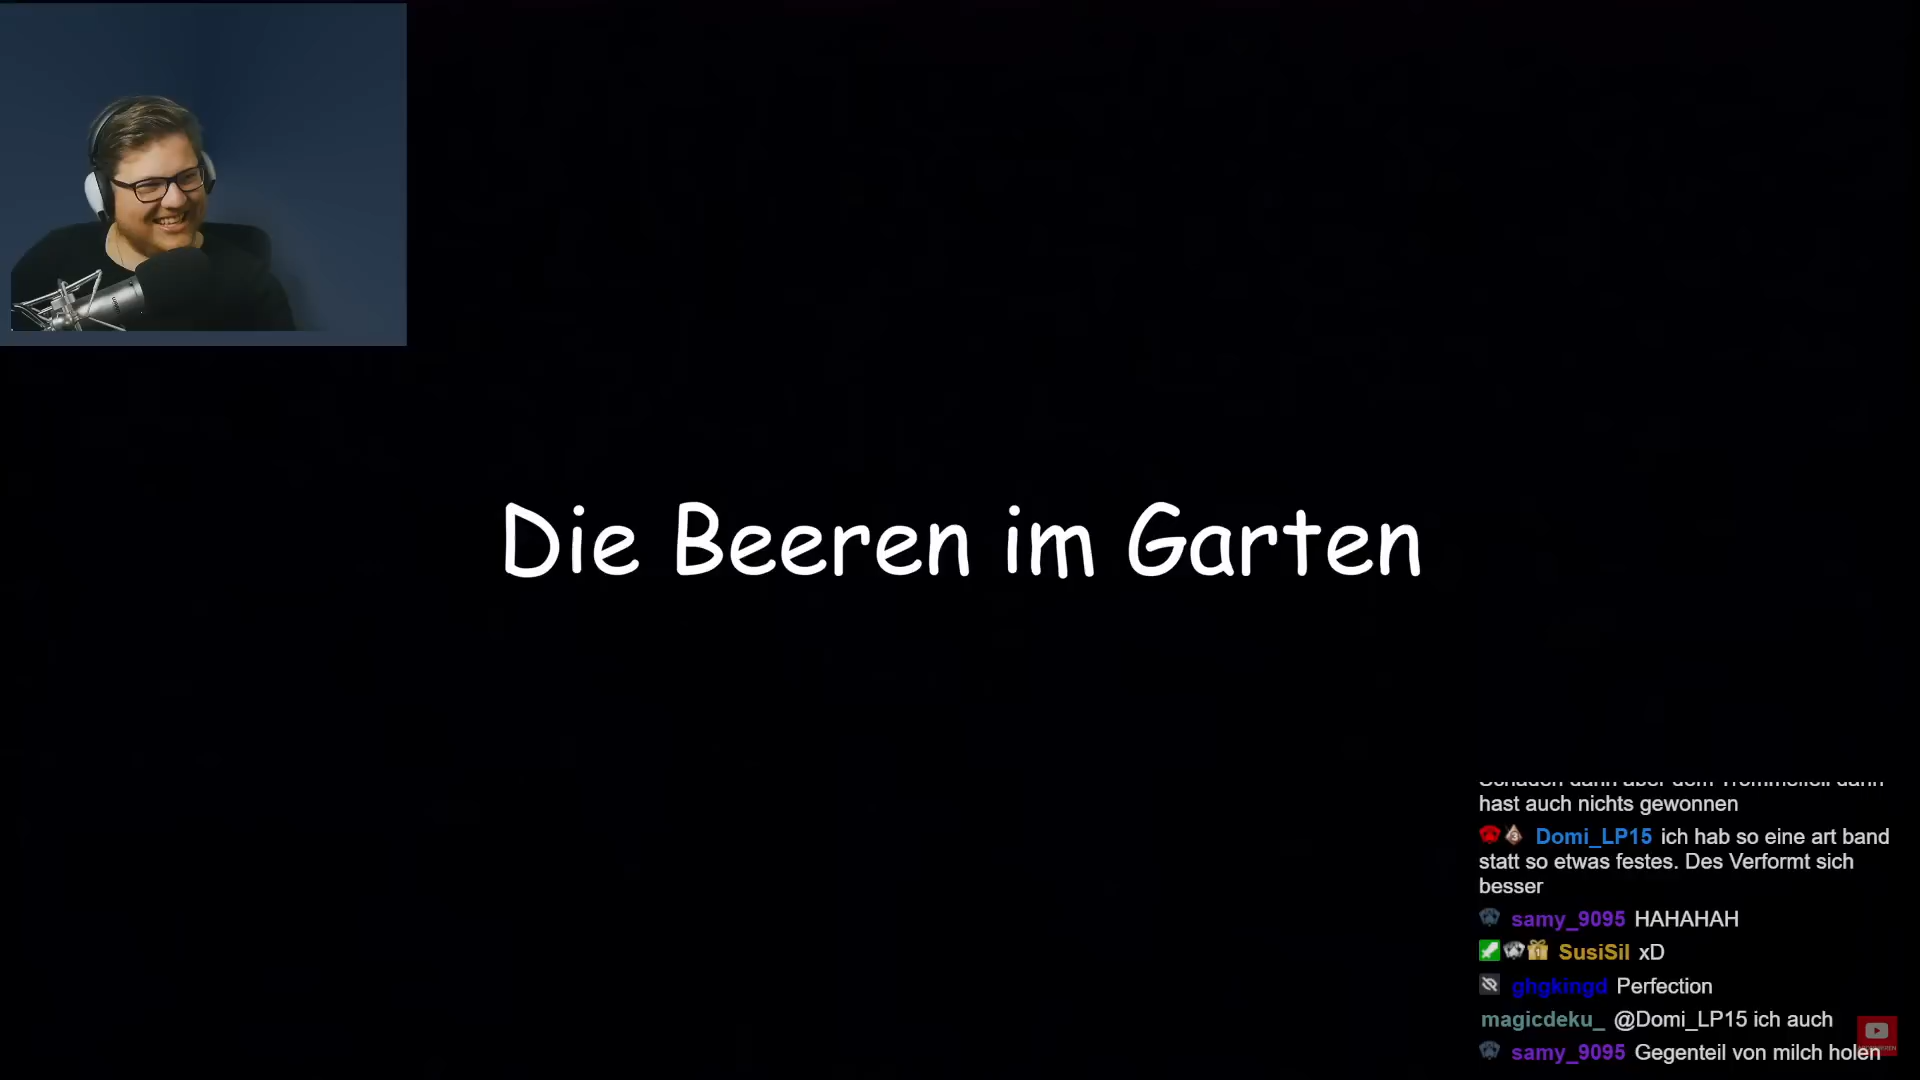 Die Beeren im Garten
hast auch nichts gewonnen
Domi_LP15 ich hab so eine art band
statt so etwas festes. Des Verformt sich
besser
samy_9095 HAHAHAH
SusiSil xD
ghgkingd Perfection
magicdeku_ @Domi_LP15 ich auch
samy_9095 Gegenteil von milch holen